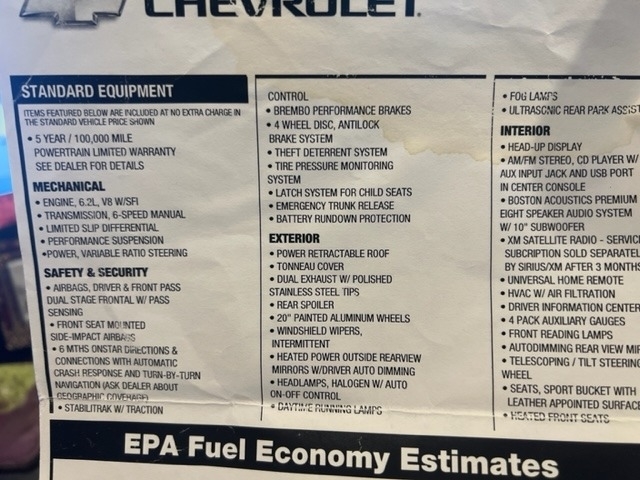 CHEVROLET
STANDARD EQUIPMENT
ITEMS FEATURED BELOW ARE INCLUDED AT NO EXTRA CHARGE IN
THE STANDARD VEHICLE PRICE SHOWN
• 5 YEAR / 100,000 MILE
POWERTRAIN LIMITED WARRANTY
SEE DEALER FOR DETAILS
MECHANICAL
• ENGINE, 6.2L, V8 W/SFI
• TRANSMISSION, 6-SPEED MANUAL
• LIMITED SLIP DIFFERENTIAL
• PERFORMANCE SUSPENSION
•POWER, VARIABLE RATIO STEERING
SAFETY & SECURITY
• AIRBAGS, DRIVER & FRONT PASS
DUAL STAGE FRONTAL W/ PASS
SENSING
• FRONT SEAT MOUNTED
SIDE-IMPACT AIRBAGS
• 6 MTHS ONSTAR DIRECTIONS &
CONNECTIONS WITH AUTOMATIC
CRASH RESPONSE AND TURN-BY-TURN
NAVIGATION (ASK DEALER ABOUT
GEOGRAPHIC COVERAGE)
• STABILITRAK W/ TRACTION
CONTROL
• BREMBO PERFORMANCE BRAKES
• 4 WHEEL DISC, ANTILOCK
BRAKE SYSTEM
• THEFT DETERRENT SYSTEM
• TIRE PRESSURE MONITORING
SYSTEM
• LATCH SYSTEM FOR CHILD SEATS
• EMERGENCY TRUNK RELEASE
• BATTERY RUNDOWN PROTECTION
EXTERIOR
• POWER RETRACTABLE ROOF
• TONNEAU COVER
• DUAL EXHAUST W/ POLISHED
STAINLESS STEEL TIPS
• REAR SPOILER
• 20" PAINTED ALUMINUM WHEELS
• WINDSHIELD WIPERS,
INTERMITTENT
• HEATED POWER OUTSIDE REARVIEW
MIRRORS W/DRIVER AUTO DIMMING
• HEADLAMPS, HALOGEN W/ AUTO
ON-OFF CONTROL
• DAYTIME RUNNING LAMPS
• FOG LAMPS
• ULTRASONIC REAR PARK ASSIST
INTERIOR
• HEAD-UP DISPLAY
• AM/FM STEREO, CD PLAYER W/
AUX INPUT JACK AND USB PORT
IN CENTER CONSOLE
• BOSTON ACOUSTICS PREMIUM
EIGHT SPEAKER AUDIO SYSTEM
W/ 10" SUBWOOFER
• XM SATELLITE RADIO - SERVIC
SUBCRIPTION SOLD SEPARATE
BY SIRIUS/XM AFTER 3 MONTHS
• UNIVERSAL HOME REMOTE
• HVAC W/ AIR FILTRATION
• DRIVER INFORMATION CENTER
• 4 PACK AUXILIARY GAUGES
• FRONT READING LAMPS
• AUTODIMMING REAR VIEW MIR
• TELESCOPING / TILT STEERING
WHEEL
• SEATS, SPORT BUCKET WITH
LEATHER APPOINTED SURFACE
• HEATED FRONT SEATS
EPA Fuel Economy Estimates